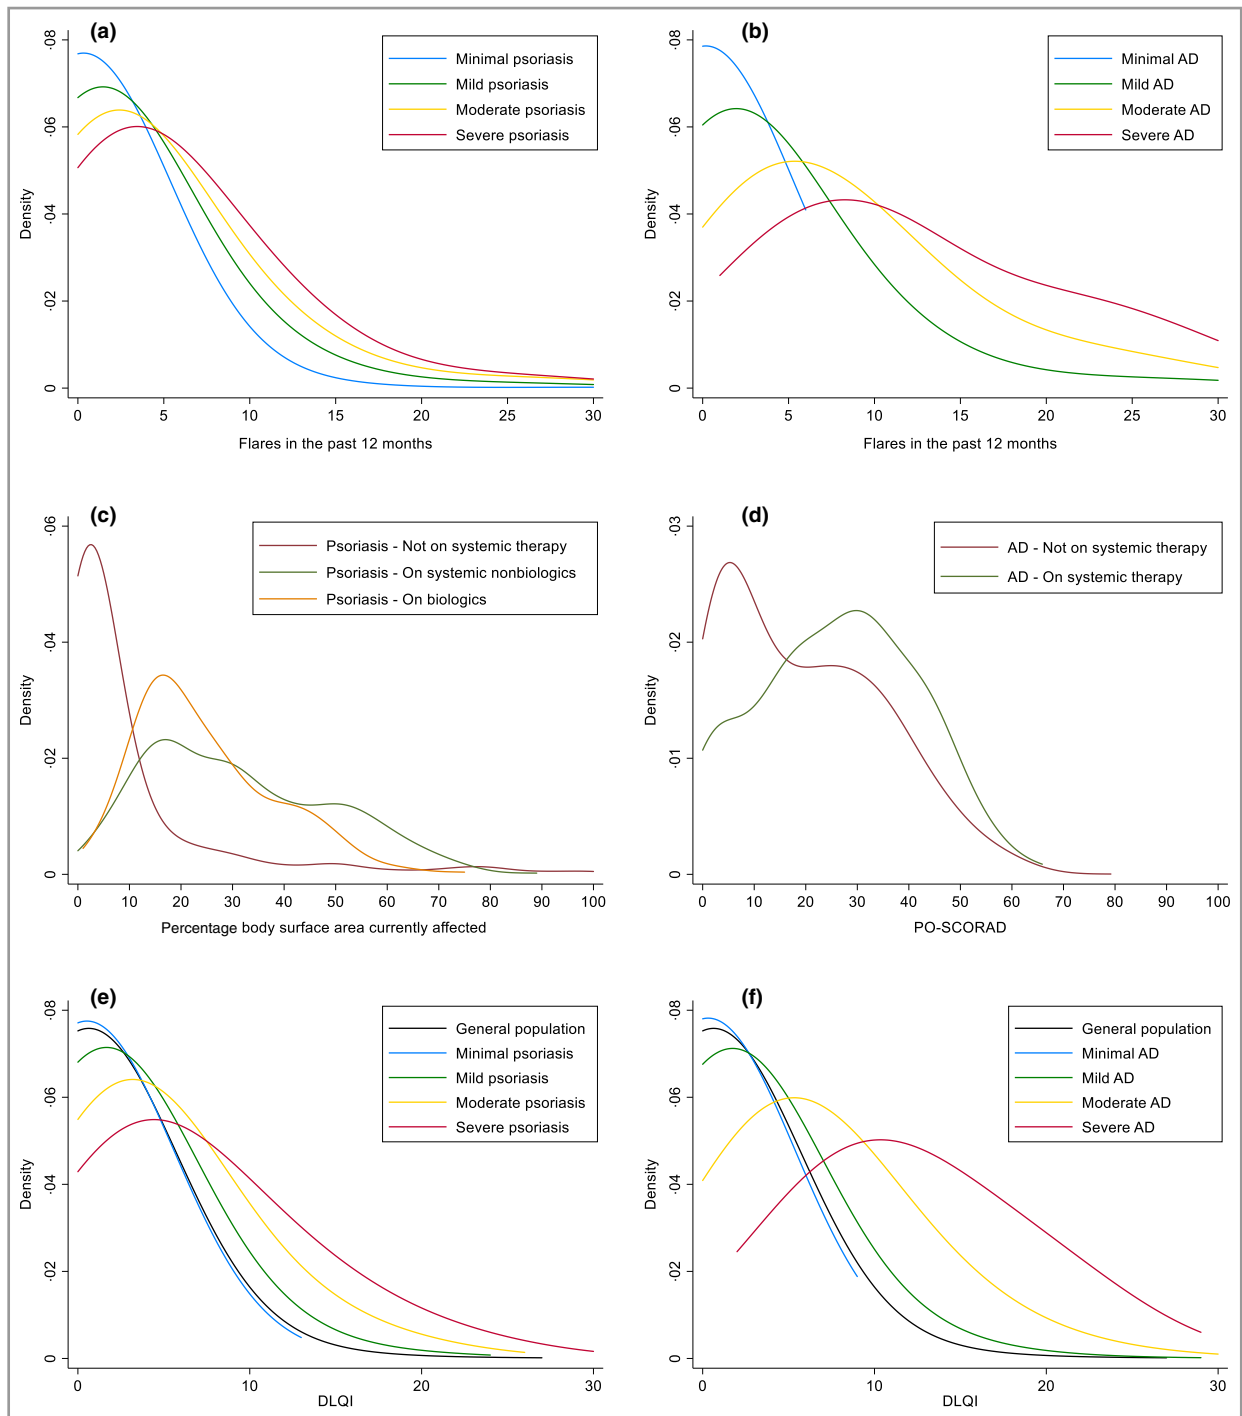 (a)
Minimal psoriasis
Mild psoriasis
Moderate psoriasis
Severe psoriasis
Density
0 ·02 ·04 ·06 ·08
0 5 10 15 20 25 30
Flares in the past 12 months
(b)
Minimal AD
Mild AD
Moderate AD
Severe AD
Density
0 ·02 ·04 ·06 ·08
0 5 10 15 20 25 30
Flares in the past 12 months
(c)
Psoriasis - Not on systemic therapy
Psoriasis - On systemic nonbiologics
Psoriasis - On biologics
Density
0 ·02 ·04 ·06
0 10 20 30 40 50 60 70 80 90 100
Percentage body surface area currently affected
(d)
AD - Not on systemic therapy
AD - On systemic therapy
Density
0 ·01 ·02 ·03
0 10 20 30 40 50 60 70 80 90 100
PO-SCORAD
(e)
General population
Minimal psoriasis
Mild psoriasis
Moderate psoriasis
Severe psoriasis
Density
0 ·02 ·04 ·06 ·08
0 10 20 30
DLQI
(f)
General population
Minimal AD
Mild AD
Moderate AD
Severe AD
Density
0 ·02 ·04 ·06 ·08
0 10 20 30
DLQI